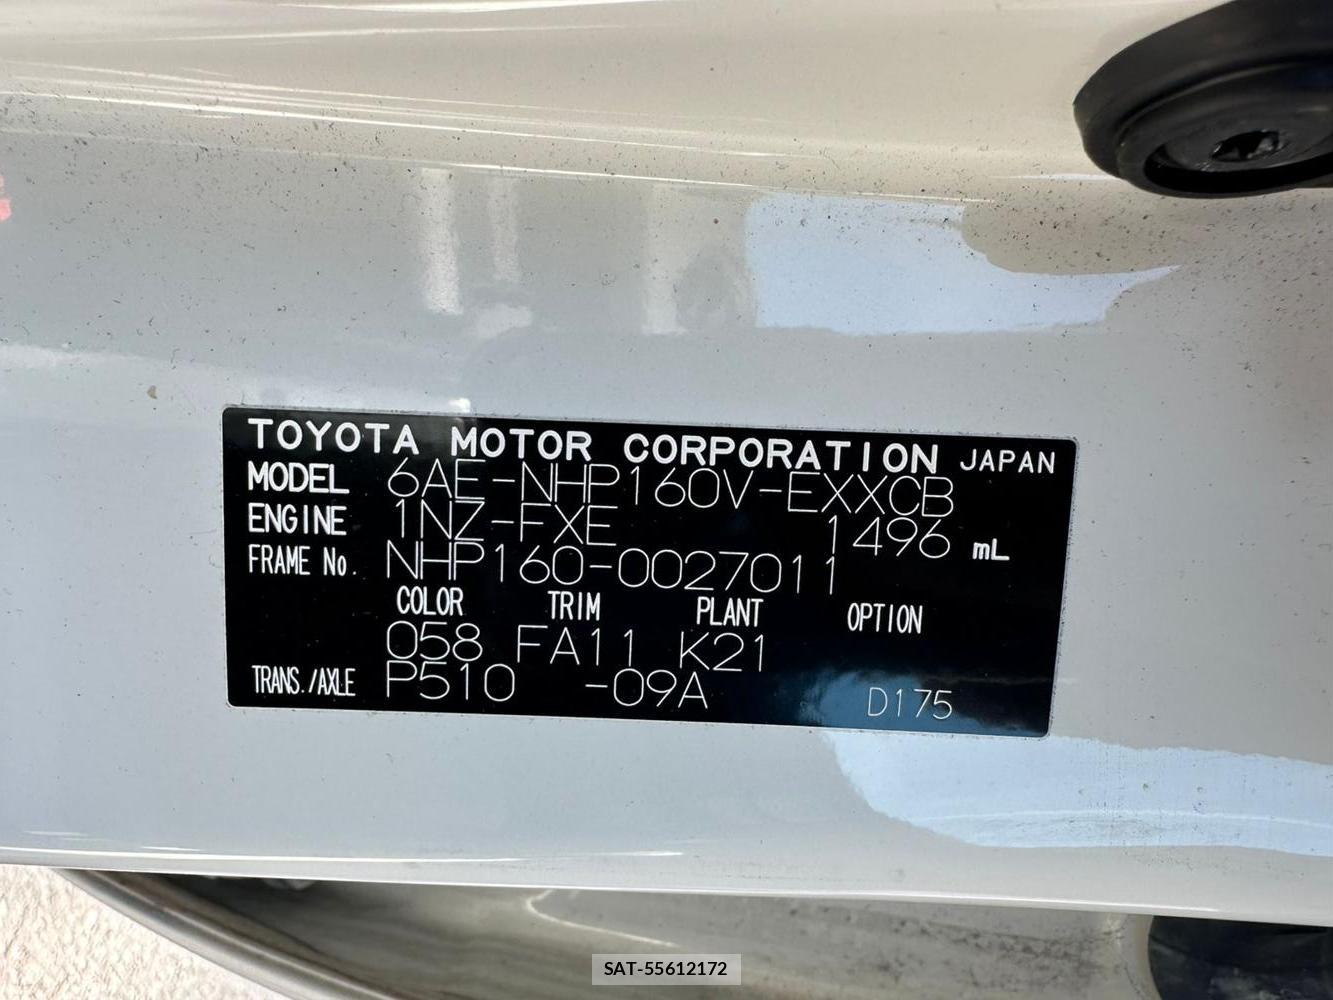 TOYOTA MOTOR CORPORATION JAPAN
MODEL 6AE-NHP160V-EXXCB
ENGINE 1NZ-FXE 1496 mL
FRAME No. NHP160-0027011
COLOR TRIM PLANT OPTION
058 FA11 K21
TRANS./AXLE P510 -09A D175
SAT-55612172